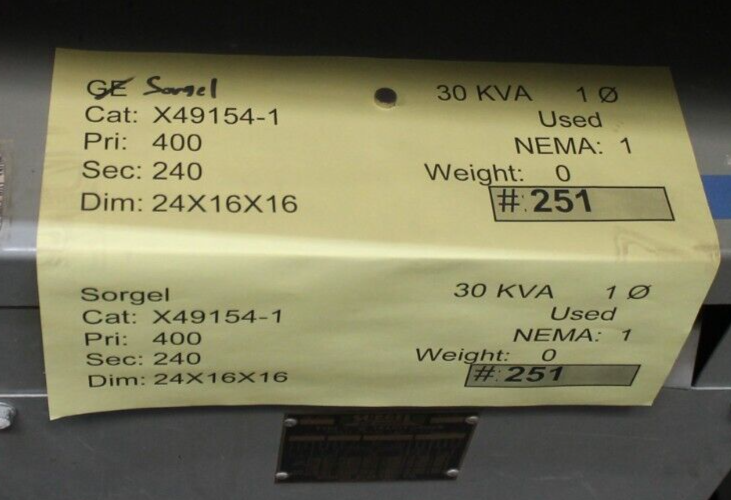 GE Sorgel 30 KVA 1 Ø
Cat: X49154-1 Used
Pri: 400 NEMA: 1
Sec: 240 Weight: 0
Dim: 24X16X16 #: 251
Sorgel 30 KVA 1 Ø
Cat: X49154-1 Used
Pri: 400 NEMA: 1
Sec: 240 Weight: 0
Dim: 24X16X16 #: 251